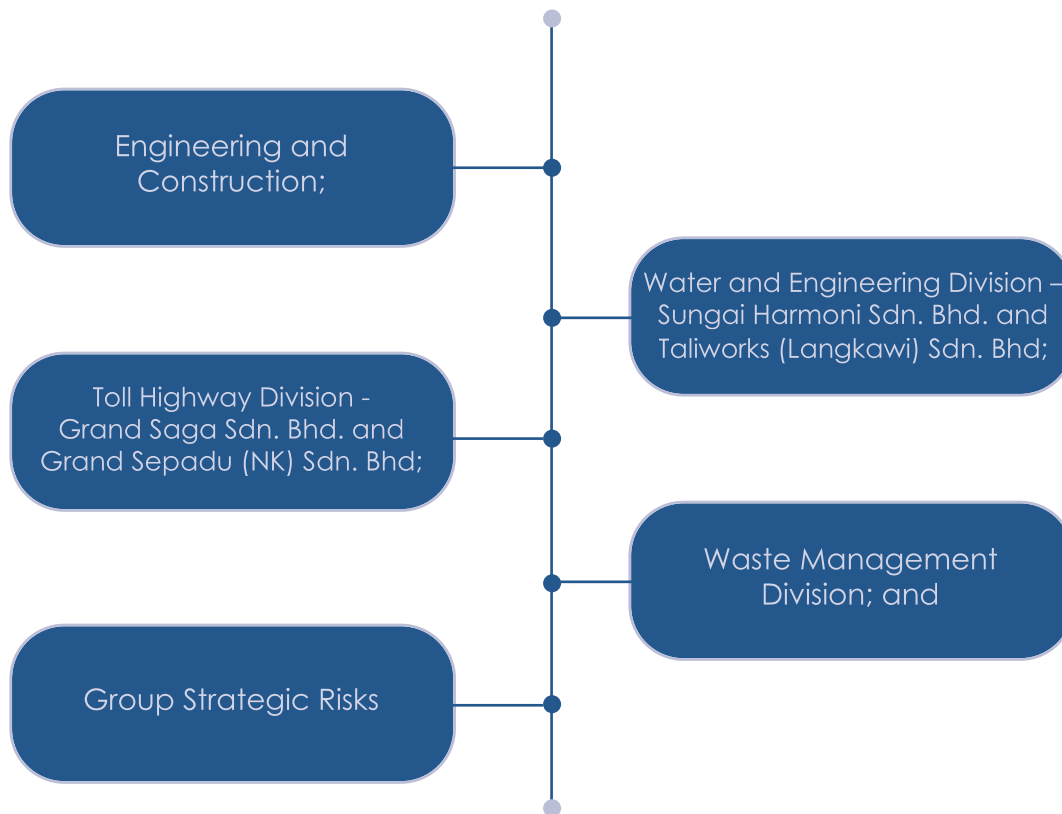 Engineering and
Construction;
Water and Engineering Division –
Sungai Harmoni Sdn. Bhd. and
Taliworks (Langkawi) Sdn. Bhd;
Toll Highway Division -
Grand Saga Sdn. Bhd. and
Grand Sepadu (NK) Sdn. Bhd;
Waste Management
Division; and
Group Strategic Risks